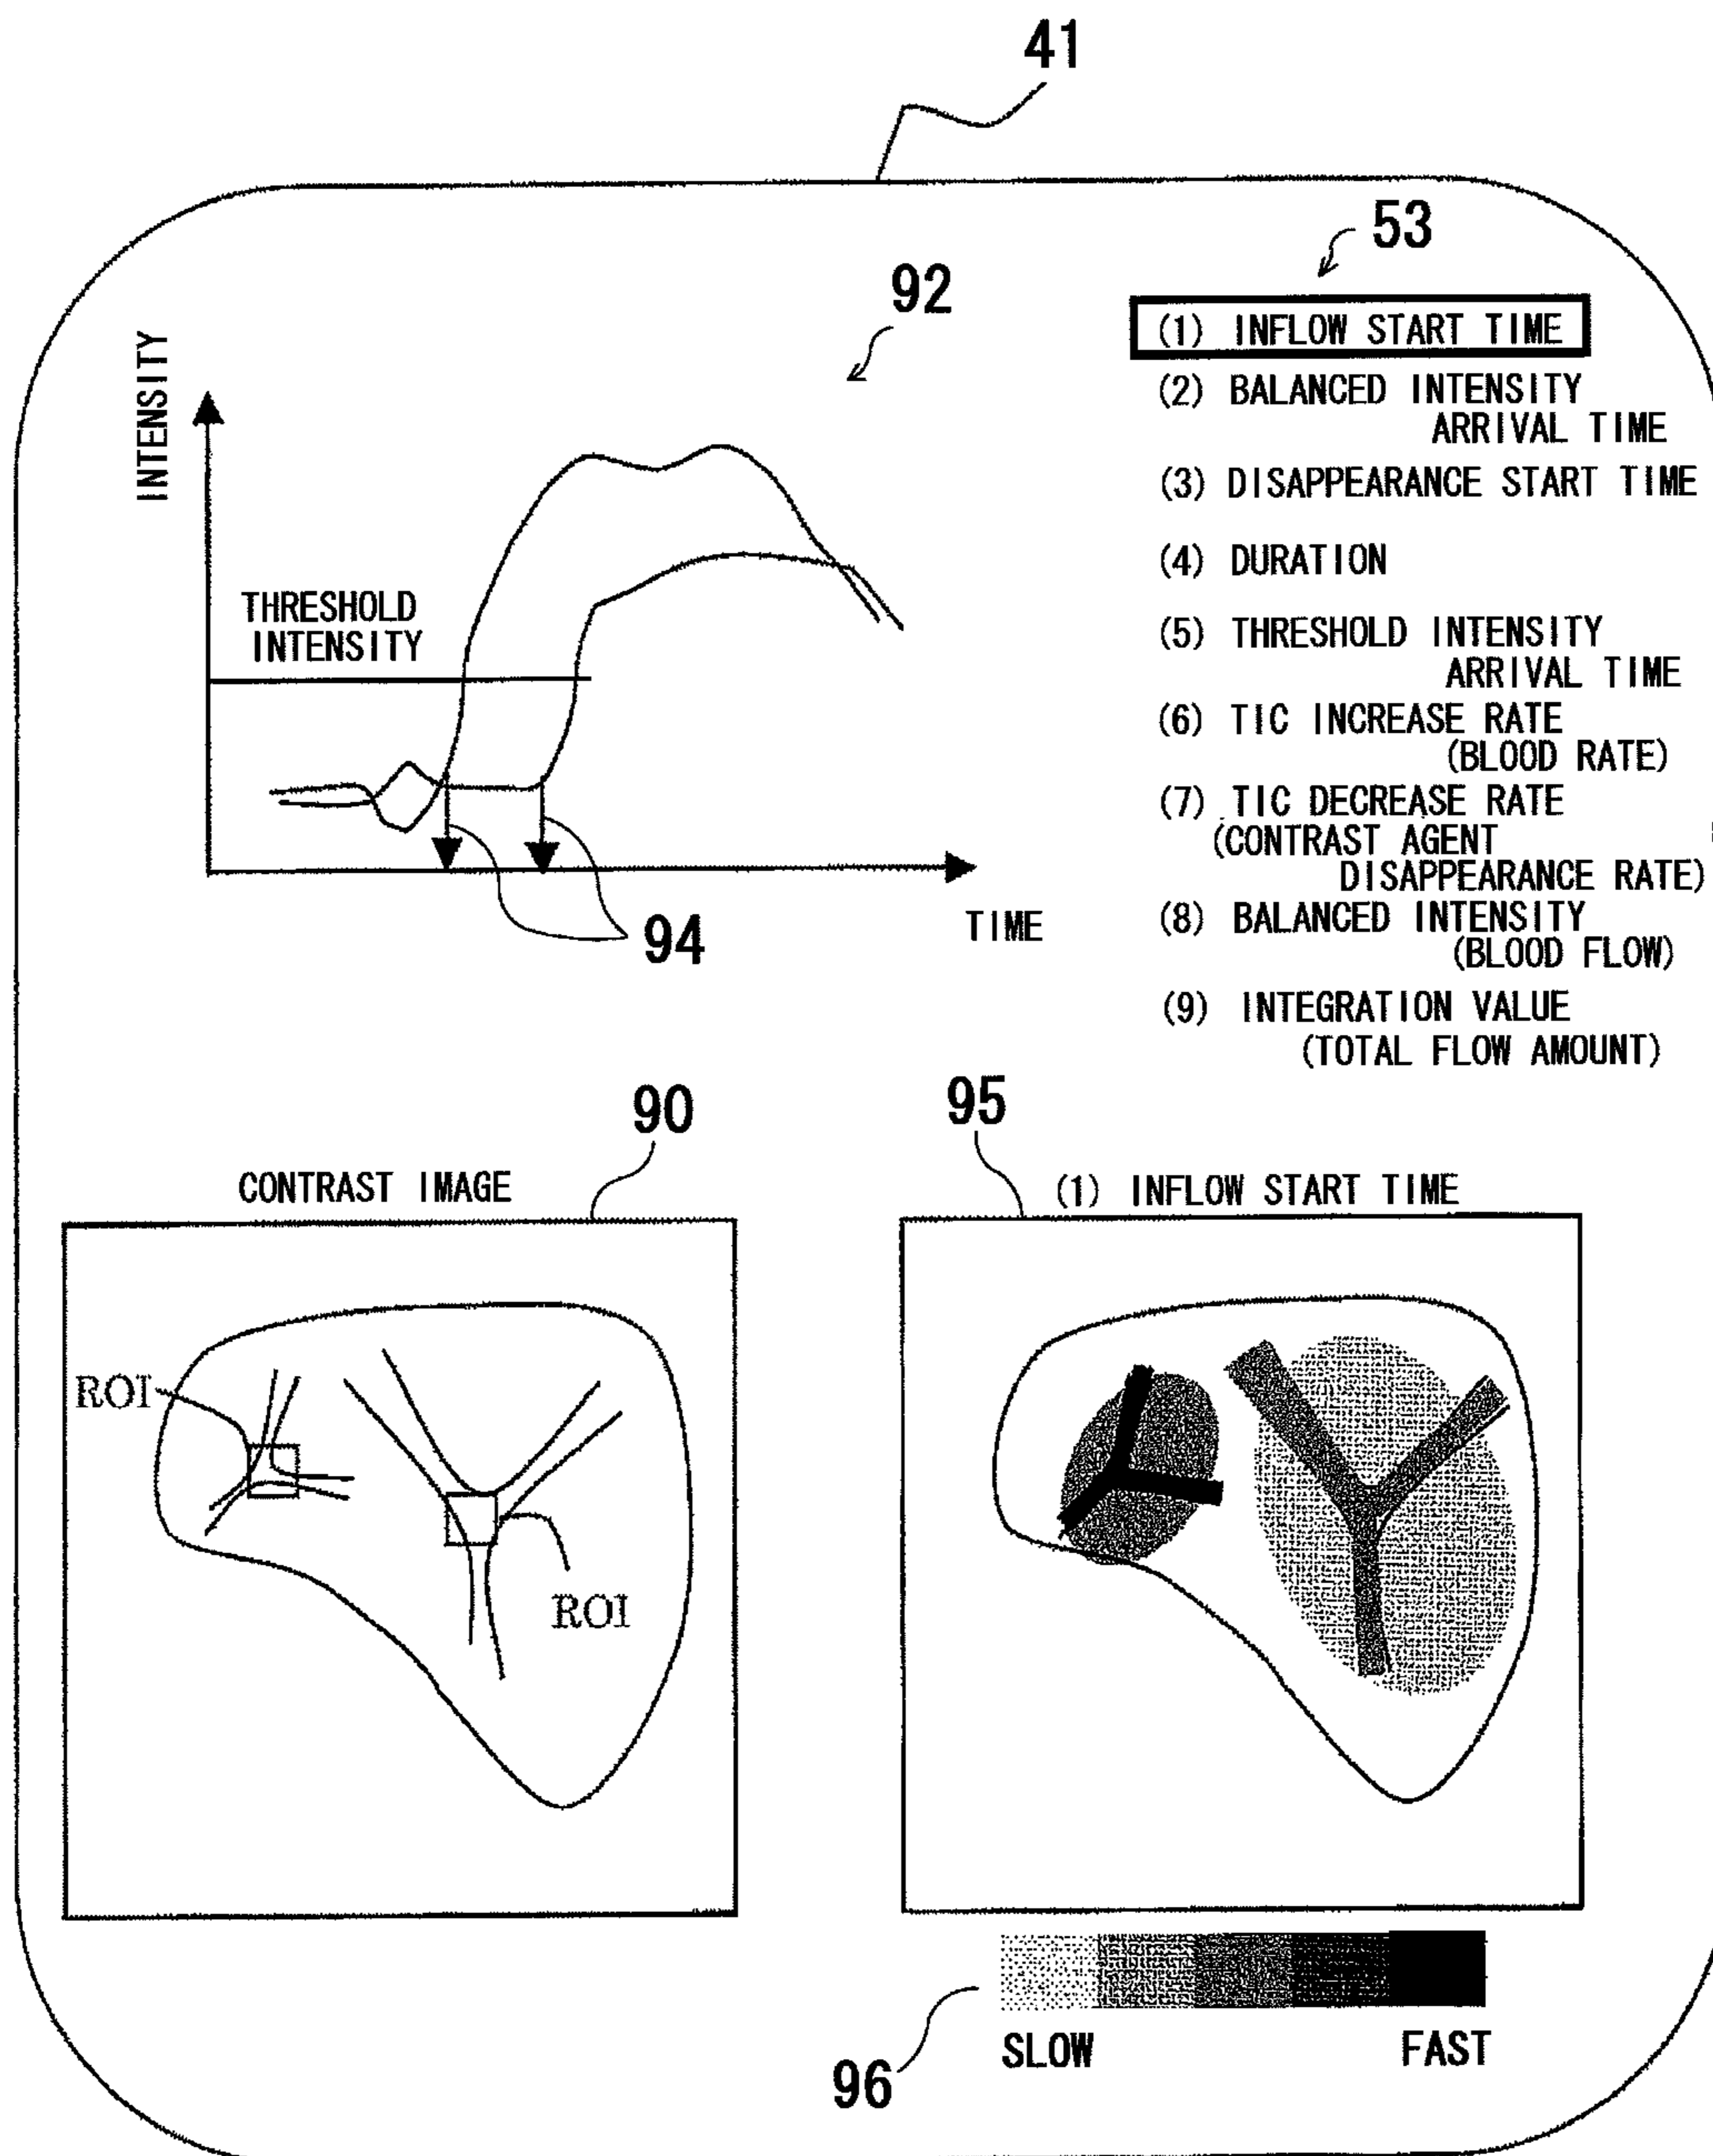 41
53
92
INTENSITY
(1) INFLOW START TIME
(2) BALANCED INTENSITY
ARRIVAL TIME
(3) DISAPPEARANCE START TIME
(4) DURATION
(5) THRESHOLD INTENSITY
ARRIVAL TIME
(6) TIC INCREASE RATE
(BLOOD RATE)
(7) TIC DECREASE RATE
(CONTRAST AGENT
DISAPPEARANCE RATE)
(8) BALANCED INTENSITY
(BLOOD FLOW)
(9) INTEGRATION VALUE
(TOTAL FLOW AMOUNT)
THRESHOLD
INTENSITY
TIME
94
90
95
CONTRAST IMAGE
(1) INFLOW START TIME
ROI
ROI
SLOW
FAST
96